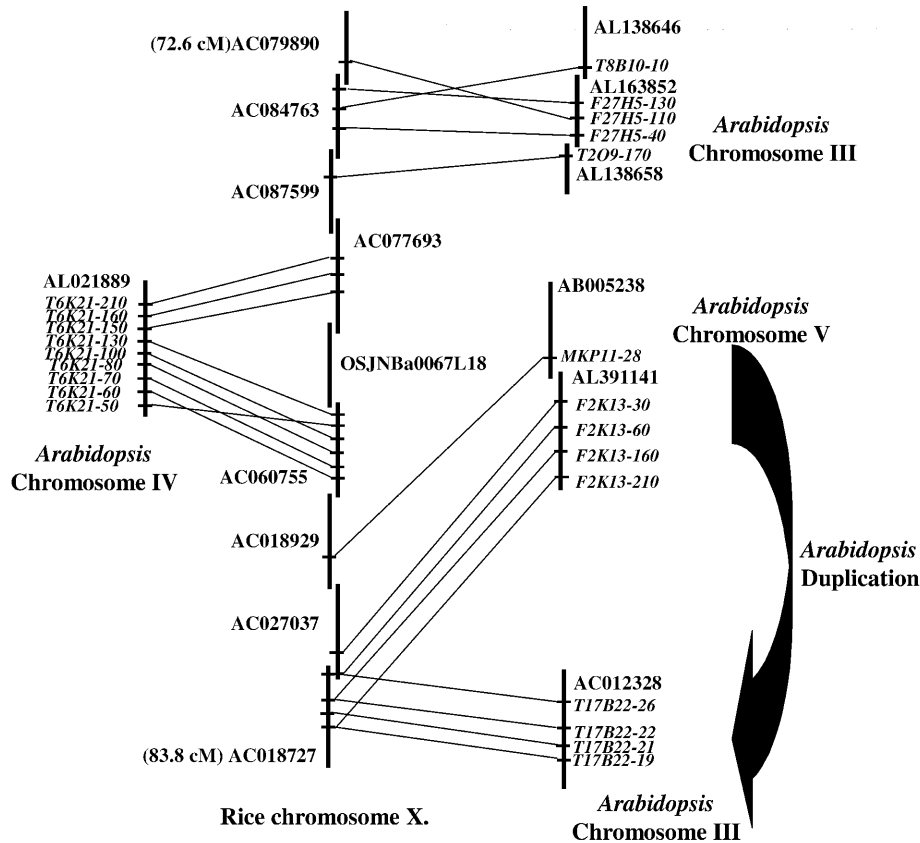 (72.6 cM)AC079890
AC084763
AC087599
AC077693
OSJNBa0067L18
AC060755
AC018929
AC027037
(83.8 cM) AC018727
Rice chromosome X.
AL021889
T6K21-210
T6K21-160
T6K21-150
T6K21-130
T6K21-100
T6K21-80
T6K21-70
T6K21-60
T6K21-50
Arabidopsis
Chromosome IV
AL138646
T8B10-10
AL163852
F27H5-130
F27H5-110
F27H5-40
T2O9-170
AL138658
Arabidopsis
Chromosome III
AB005238
MKP11-28
AL391141
F2K13-30
F2K13-60
F2K13-160
F2K13-210
Arabidopsis
Chromosome V
Arabidopsis
Duplication
AC012328
T17B22-26
T17B22-22
T17B22-21
T17B22-19
Arabidopsis
Chromosome III